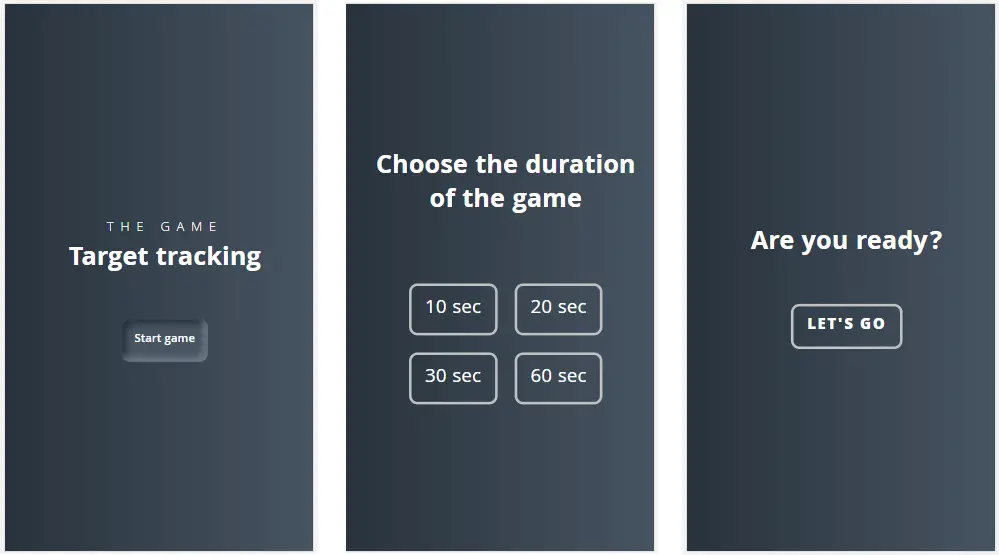 THE GAME
Target tracking
Start game
Choose the duration
of the game
10 sec
20 sec
30 sec
60 sec
Are you ready?
LET'S GO